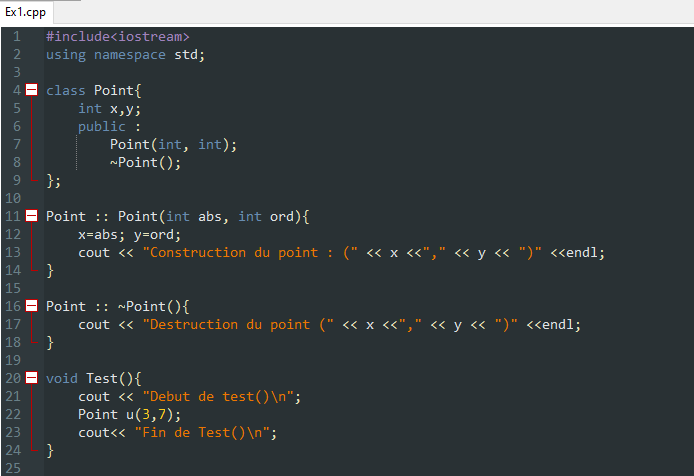 Ex1.cpp
1 #include<iostream>
2 using namespace std;
3
4 class Point{
5 int x,y;
6 public :
7 Point(int, int);
8 ~Point();
9 };
10
11 Point :: Point(int abs, int ord){
12 x=abs; y=ord;
13 cout << "Construction du point : (" << x <<"," << y << ")" <<endl;
14 }
15
16 Point :: ~Point(){
17 cout << "Destruction du point (" << x <<"," << y << ")" <<endl;
18 }
19
20 void Test(){
21 cout << "Debut de test()\n";
22 Point u(3,7);
23 cout<< "Fin de Test()\n";
24 }
25